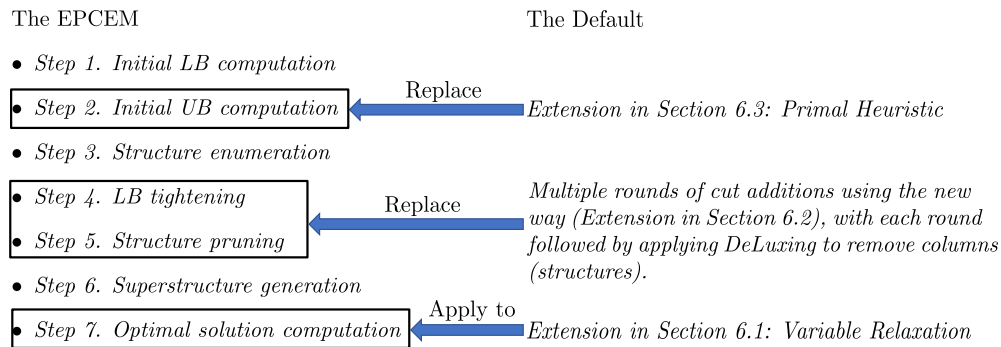 The EPCEM
The Default
• Step 1. Initial LB computation
• Step 2. Initial UB computation
Replace
Extension in Section 6.3: Primal Heuristic
• Step 3. Structure enumeration
• Step 4. LB tightening
• Step 5. Structure pruning
Replace
Multiple rounds of cut additions using the new
way (Extension in Section 6.2), with each round
followed by applying DeLuxing to remove columns
(structures).
• Step 6. Superstructure generation
• Step 7. Optimal solution computation
Apply to
Extension in Section 6.1: Variable Relaxation